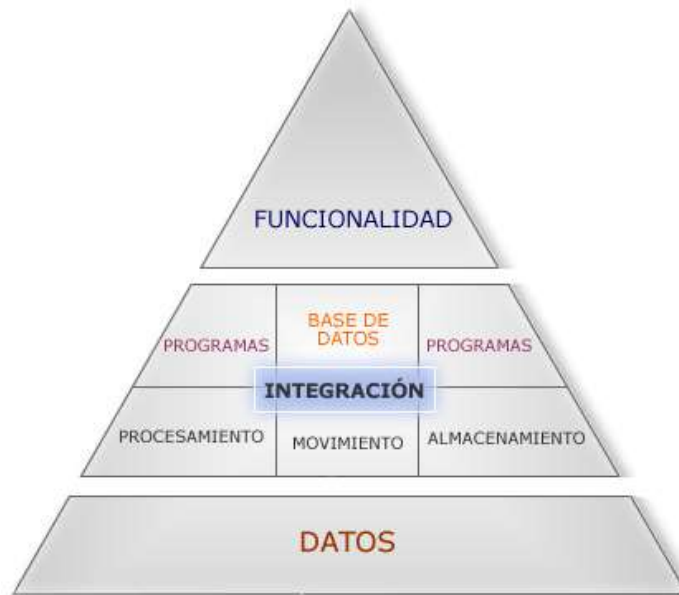 FUNCIONALIDAD
BASE DE
DATOS
PROGRAMAS
PROGRAMAS
INTEGRACIÓN
PROCESAMIENTO
MOVIMIENTO
ALMACENAMIENTO
DATOS